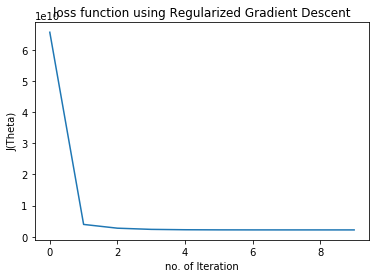 loss function using Regularized Gradient Descent
1e10
6
5
4
3
2
1
0
J(Theta)
0 2 4 6 8
no. of Iteration